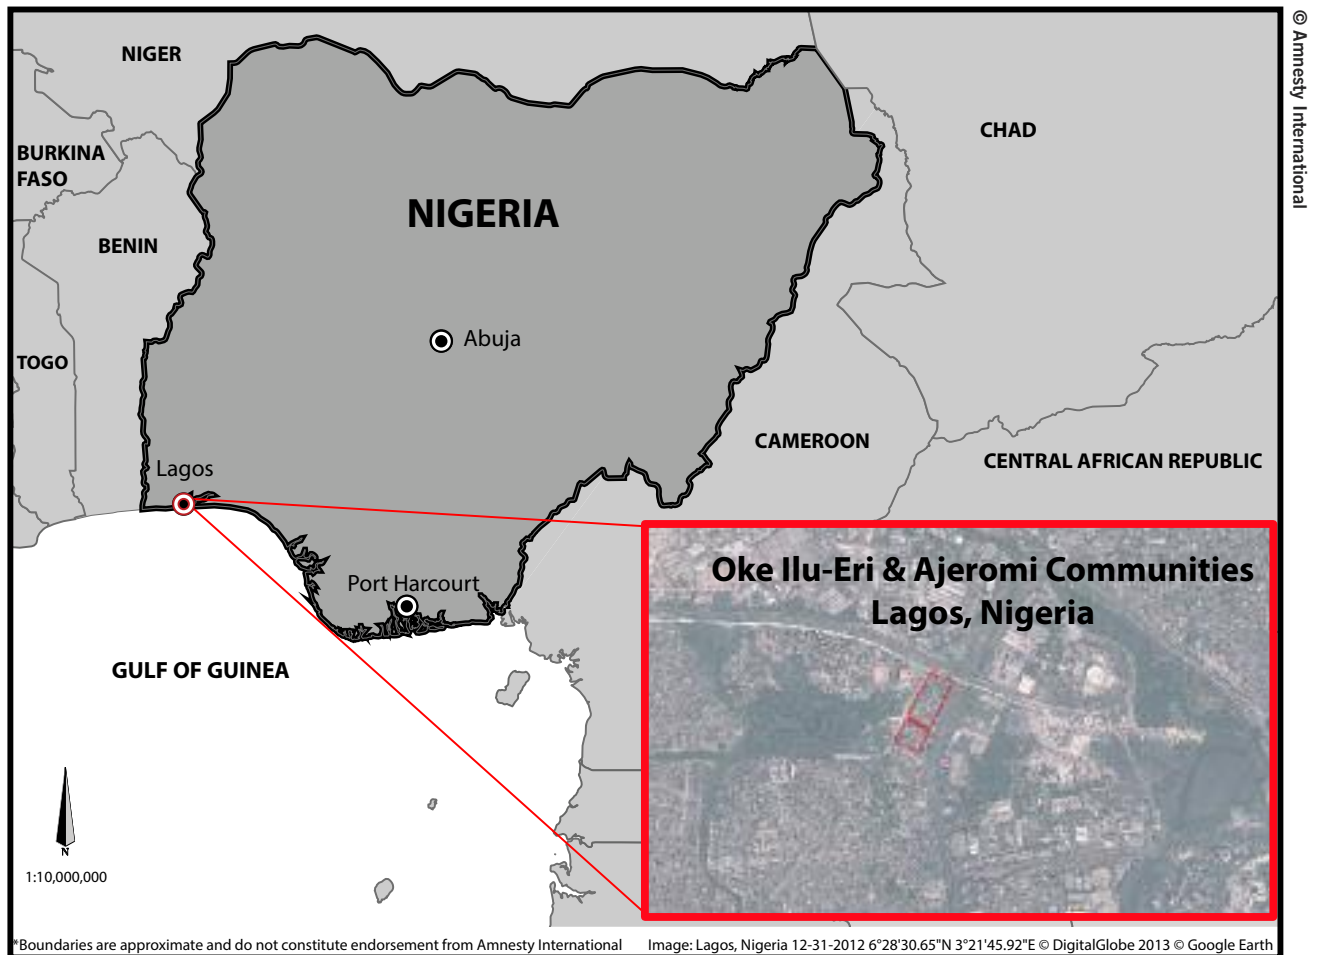 © Amnesty International
NIGER
CHAD
BURKINA
FASO
NIGERIA
BENIN
Abuja
TOGO
CAMEROON
CENTRAL AFRICAN REPUBLIC
Lagos
Oke Ilu-Eri & Ajeromi Communities
Lagos, Nigeria
Port Harcourt
GULF OF GUINEA
N
1:10,000,000
*Boundaries are approximate and do not constitute endorsement from Amnesty International
Image: Lagos, Nigeria 12-31-2012 6°28'30.65"N 3°21'45.92"E © DigitalGlobe 2013 © Google Earth